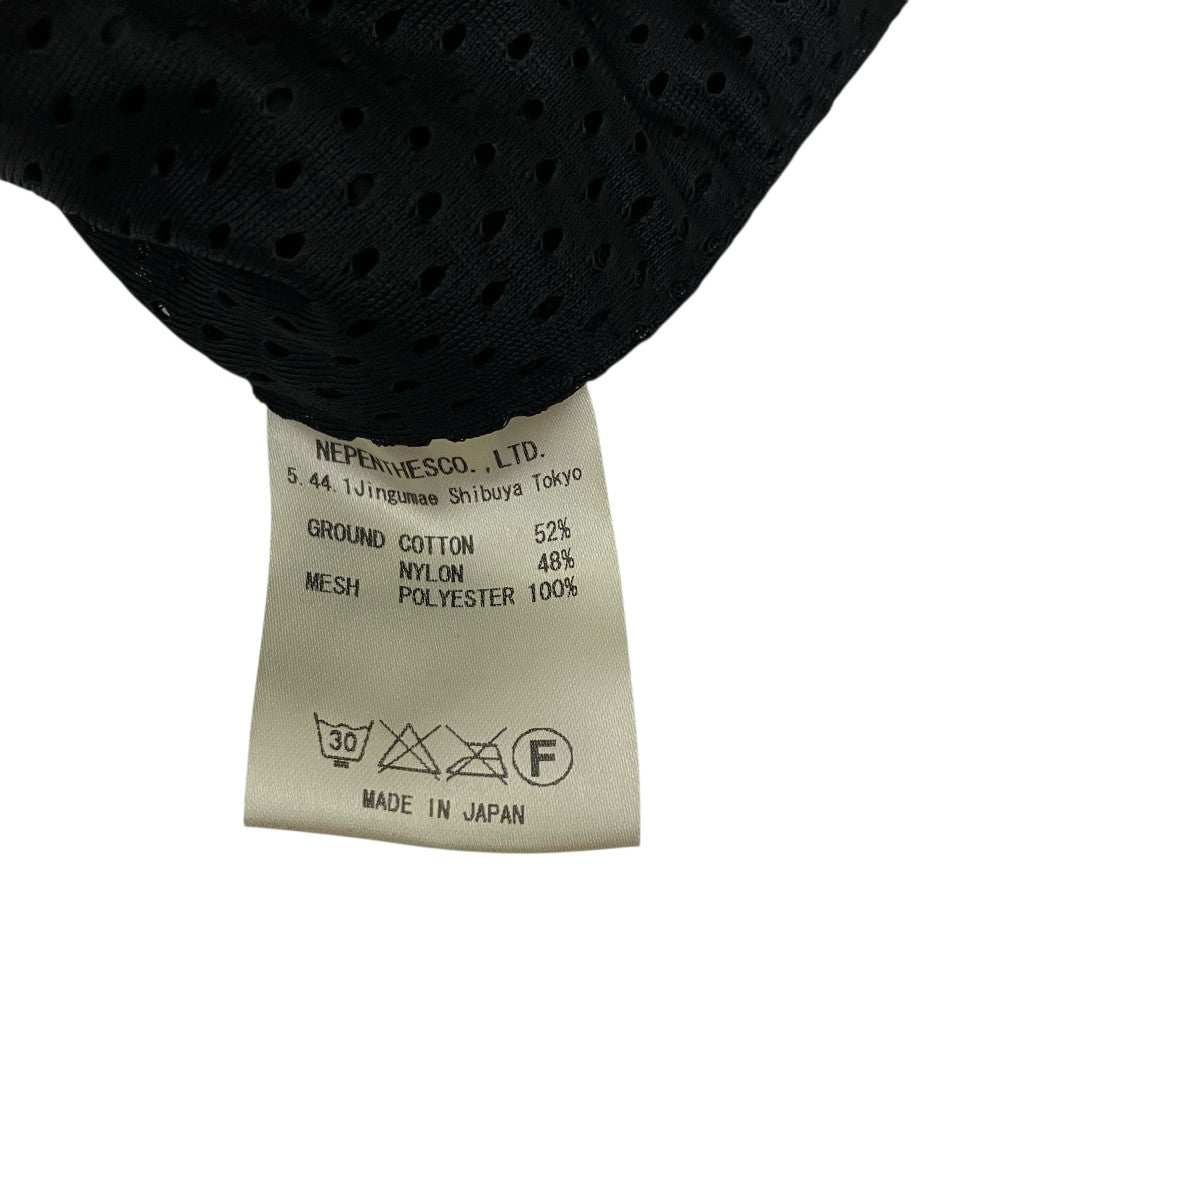 NEPENTHESCO.,LTD.
5.44.1Jingumae Shibuya Tokyo
GROUND COTTON 52%
NYLON 48%
MESH POLYESTER 100%
30 F
MADE IN JAPAN